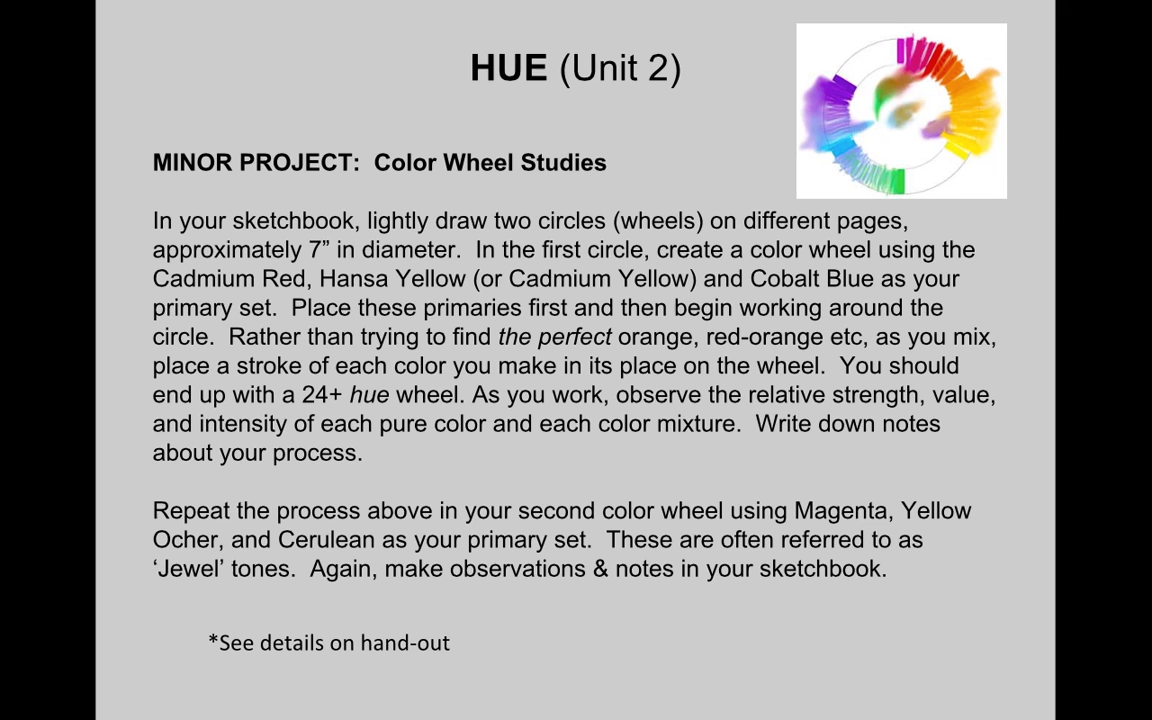 HUE (Unit 2)
MINOR PROJECT:  Color Wheel Studies
In your sketchbook, lightly draw two circles (wheels) on different pages,
approximately 7” in diameter.  In the first circle, create a color wheel using the
Cadmium Red, Hansa Yellow (or Cadmium Yellow) and Cobalt Blue as your
primary set.  Place these primaries first and then begin working around the
circle.  Rather than trying to find the perfect orange, red-orange etc, as you mix,
place a stroke of each color you make in its place on the wheel.  You should
end up with a 24+ hue wheel. As you work, observe the relative strength, value,
and intensity of each pure color and each color mixture.  Write down notes
about your process.
Repeat the process above in your second color wheel using Magenta, Yellow
Ocher, and Cerulean as your primary set.  These are often referred to as
‘Jewel’ tones.  Again, make observations & notes in your sketchbook.
*See details on hand-out